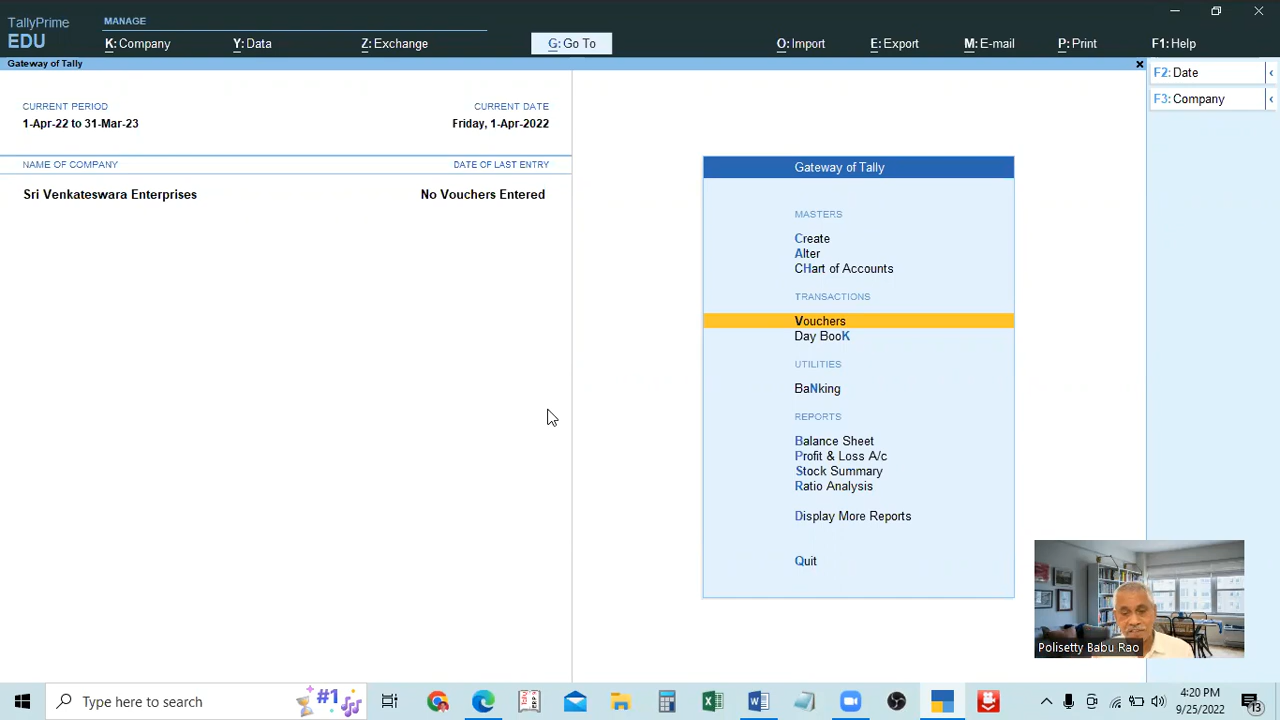 TallyPrime
EDU
MANAGE
K: Company
Y: Data
Z: Exchange
G: Go To
O: Import
E: Export
M: E-mail
P: Print
F1: Help
Gateway of Tally
F2: Date
F3: Company
CURRENT PERIOD
CURRENT DATE
1-Apr-22 to 31-Mar-23
Friday, 1-Apr-2022
NAME OF COMPANY
DATE OF LAST ENTRY
Sri Venkateswara Enterprises
No Vouchers Entered
Gateway of Tally
MASTERS
Create
Alter
CHart of Accounts
TRANSACTIONS
Vouchers
Day BooK
UTILITIES
BaNking
REPORTS
Balance Sheet
Profit & Loss A/c
Stock Summary
Ratio Analysis
Display More Reports
Quit
Polisetty Babu Rao
Type here to search
#1
4:20 PM
9/25/2022
13